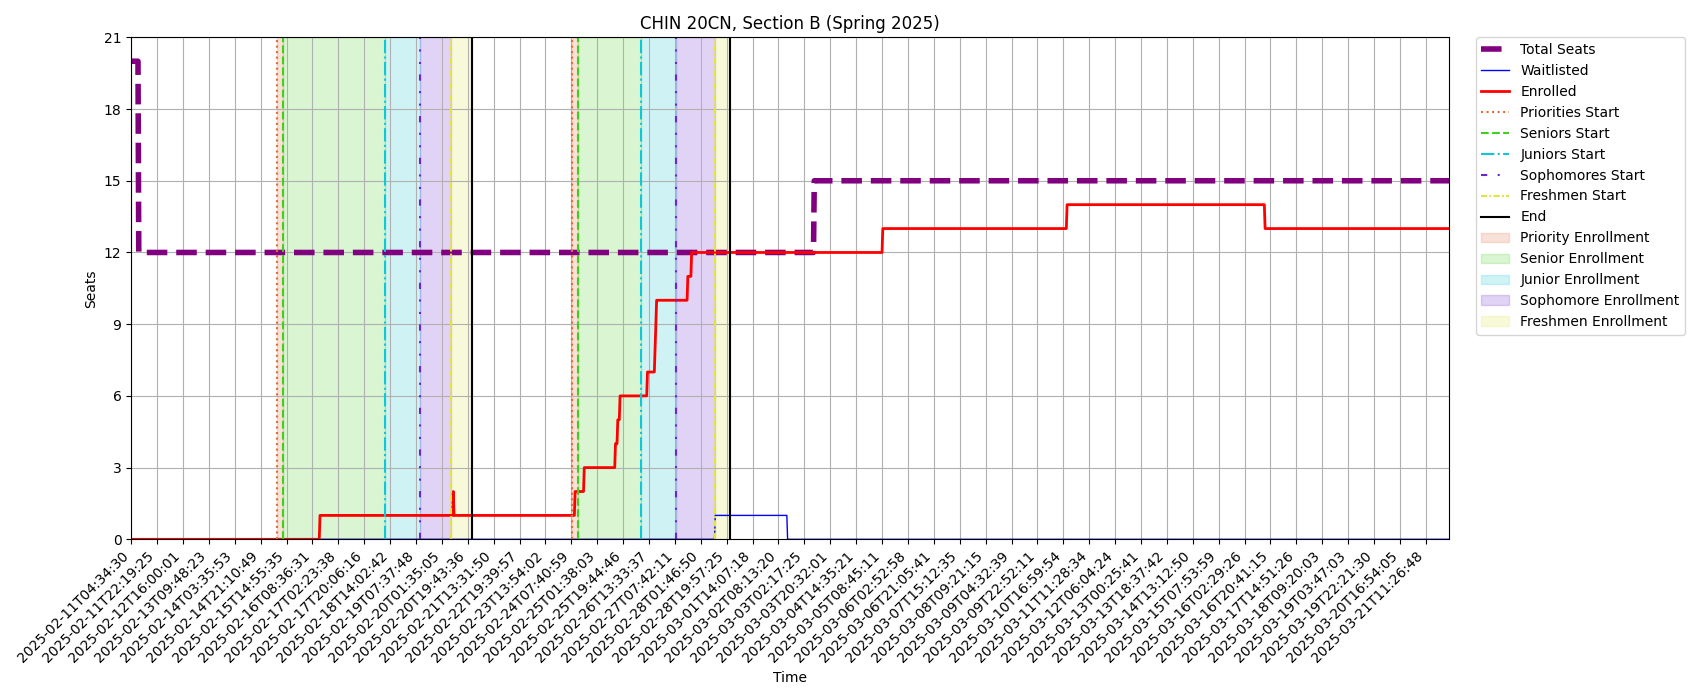 CHIN 20CN, Section B (Spring 2025)
21
18
15
12
9
6
3
0
Seats
2025-02-11T04:34:30
2025-02-11T22:19:25
2025-02-12T16:00:01
2025-02-13T09:48:23
2025-02-14T03:35:53
2025-02-14T21:10:49
2025-02-15T14:55:35
2025-02-16T08:36:31
2025-02-17T02:23:38
2025-02-17T20:06:16
2025-02-18T14:02:42
2025-02-19T07:37:48
2025-02-20T01:35:05
2025-02-20T19:43:36
2025-02-21T13:31:50
2025-02-22T19:39:57
2025-02-23T13:54:02
2025-02-24T07:40:59
2025-02-25T01:38:03
2025-02-25T19:44:46
2025-02-26T13:33:37
2025-02-27T07:42:11
2025-02-28T01:46:50
2025-02-28T19:57:25
2025-03-01T14:07:18
2025-03-02T08:13:20
2025-03-03T02:17:25
2025-03-03T20:32:01
2025-03-04T14:35:21
2025-03-05T08:45:11
2025-03-06T02:52:58
2025-03-06T21:05:41
2025-03-07T15:12:35
2025-03-08T09:21:15
2025-03-09T04:32:39
2025-03-09T22:52:11
2025-03-10T16:59:54
2025-03-11T11:28:34
2025-03-12T06:04:24
2025-03-13T00:25:41
2025-03-13T18:37:42
2025-03-14T13:12:50
2025-03-15T07:53:59
2025-03-16T02:29:26
2025-03-16T20:41:15
2025-03-17T14:51:26
2025-03-18T09:20:03
2025-03-19T03:47:03
2025-03-19T22:21:30
2025-03-20T16:54:05
2025-03-21T11:26:48
Time
Total Seats
Waitlisted
Enrolled
Priorities Start
Seniors Start
Juniors Start
Sophomores Start
Freshmen Start
End
Priority Enrollment
Senior Enrollment
Junior Enrollment
Sophomore Enrollment
Freshmen Enrollment